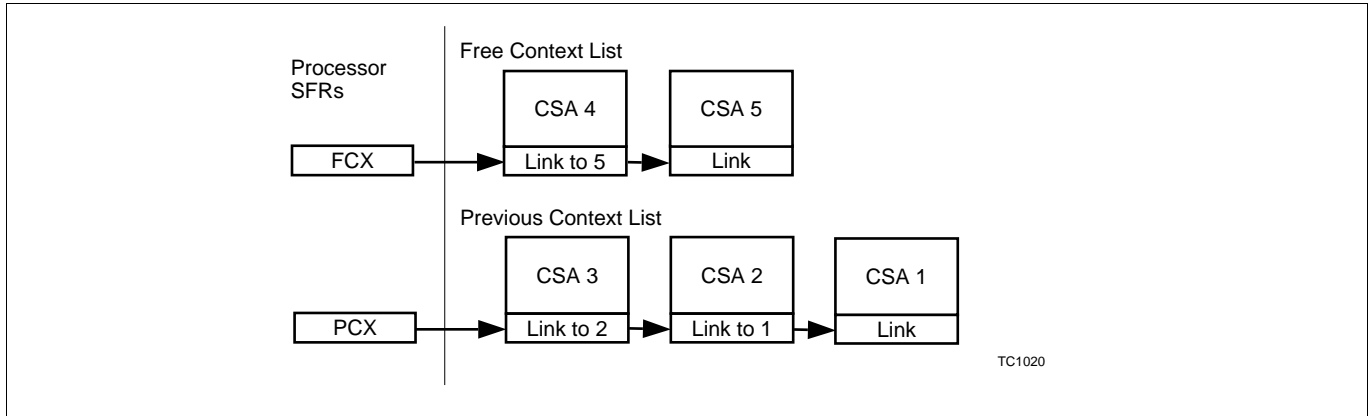 Processor
SFRs
Free Context List
CSA 4
CSA 5
FCX
Link to 5
Link
Previous Context List
CSA 3
CSA 2
CSA 1
PCX
Link to 2
Link to 1
Link
TC1020